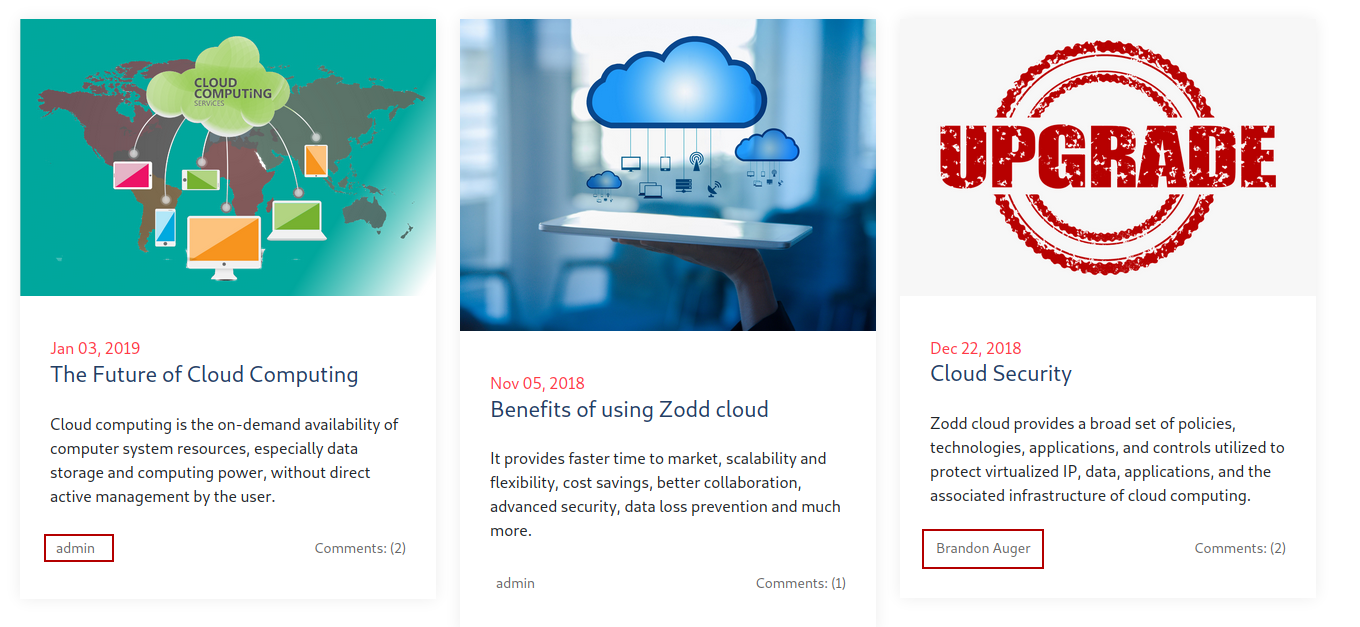 CLOUD
COMPUTiNG
SERVICES
Jan 03, 2019
The Future of Cloud Computing
Cloud computing is the on-demand availability of
computer system resources, especially data
storage and computing power, without direct
active management by the user.
admin
Comments: (2)
Nov 05, 2018
Benefits of using Zodd cloud
It provides faster time to market, scalability and
flexibility, cost savings, better collaboration,
advanced security, data loss prevention and much
more.
admin
Comments: (1)
UPGRADE
Dec 22, 2018
Cloud Security
Zodd cloud provides a broad set of policies,
technologies, applications, and controls utilized to
protect virtualized IP, data, applications, and the
associated infrastructure of cloud computing.
Brandon Auger
Comments: (2)